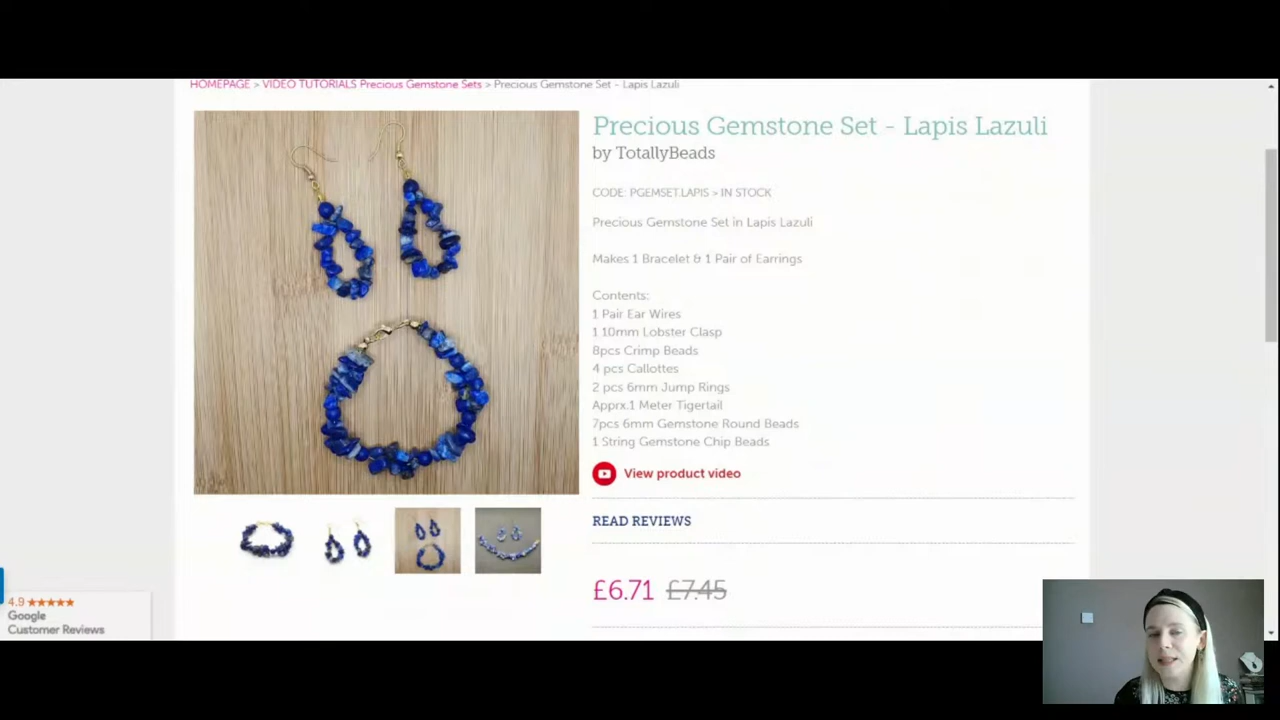 HOMEPAGE > VIDEO TUTORIALS Precious Gemstone Sets > Precious Gemstone Set - Lapis Lazuli
Precious Gemstone Set - Lapis Lazuli
by TotallyBeads
CODE: PGEMSET.LAPIS > IN STOCK
Precious Gemstone Set in Lapis Lazuli
Makes 1 Bracelet & 1 Pair of Earrings
Contents:
1 Pair Ear Wires
1 10mm Lobster Clasp
8pcs Crimp Beads
4 pcs Callottes
2 pcs 6mm Jump Rings
Apprx.1 Meter Tigertail
7pcs 6mm Gemstone Round Beads
1 String Gemstone Chip Beads
View product video
READ REVIEWS
£6.71 £7.45
4.9 ★★★★★
Google
Customer Reviews